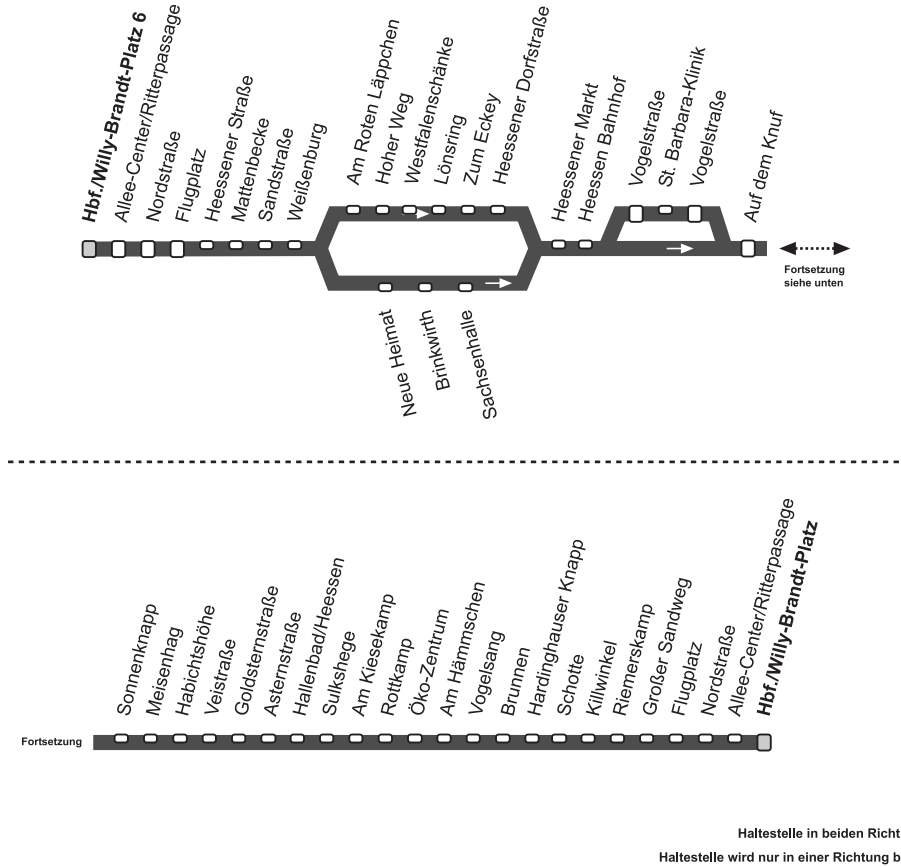 Hbf./Willy-Brandt-Platz 6
Allee-Center/Ritterpassage
Nordstraße
Flugplatz
Heessener Straße
Mattenbecke
Sandstraße
Weißenburg
Am Roten Läppchen
Hoher Weg
Westfalenschänke
Lönsring
Zum Eckey
Heessener Dorfstraße
Heessener Markt
Heessen Bahnhof
Vogelstraße
St. Barbara-Klinik
Vogelstraße
Auf dem Knuf
Fortsetzung
siehe unten
Neue Heimat
Brinkwirth
Sachsenhalle
Fortsetzung
Sonnenknapp
Meisenhag
Habichtshöhe
Veistraße
Goldsternstraße
Asternstraße
Hallenbad/Heessen
Sulkshege
Am Kiesekamp
Rottkamp
Öko-Zentrum
Am Hämmschen
Vogelsang
Brunnen
Hardinghauser Knapp
Schotte
Killwinkel
Riemerskamp
Großer Sandweg
Flugplatz
Nordstraße
Allee-Center/Ritterpassage
Hbf./Willy-Brandt-Platz
Haltestelle in beiden Richt
Haltestelle wird nur in einer Richtung b